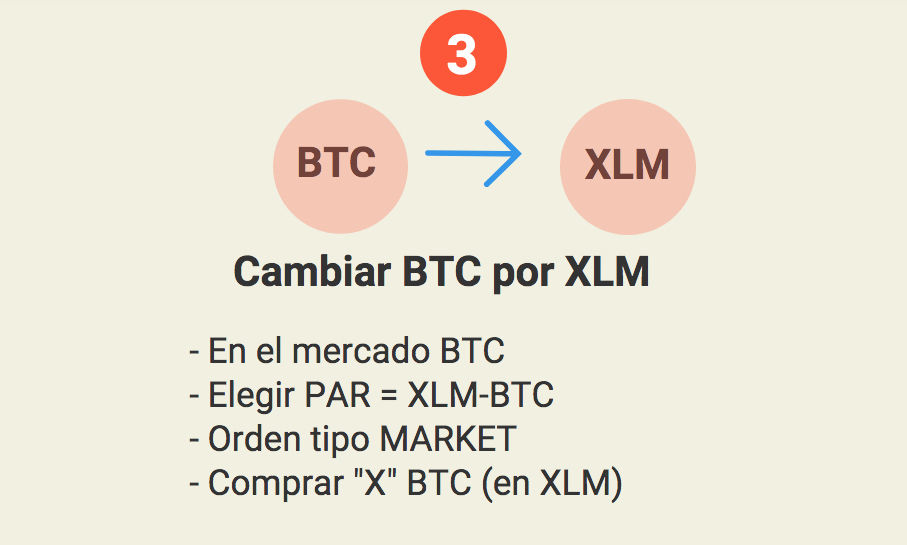 3
BTC
XLM
Cambiar BTC por XLM
- En el mercado BTC
- Elegir PAR = XLM-BTC
- Orden tipo MARKET
- Comprar "X" BTC (en XLM)